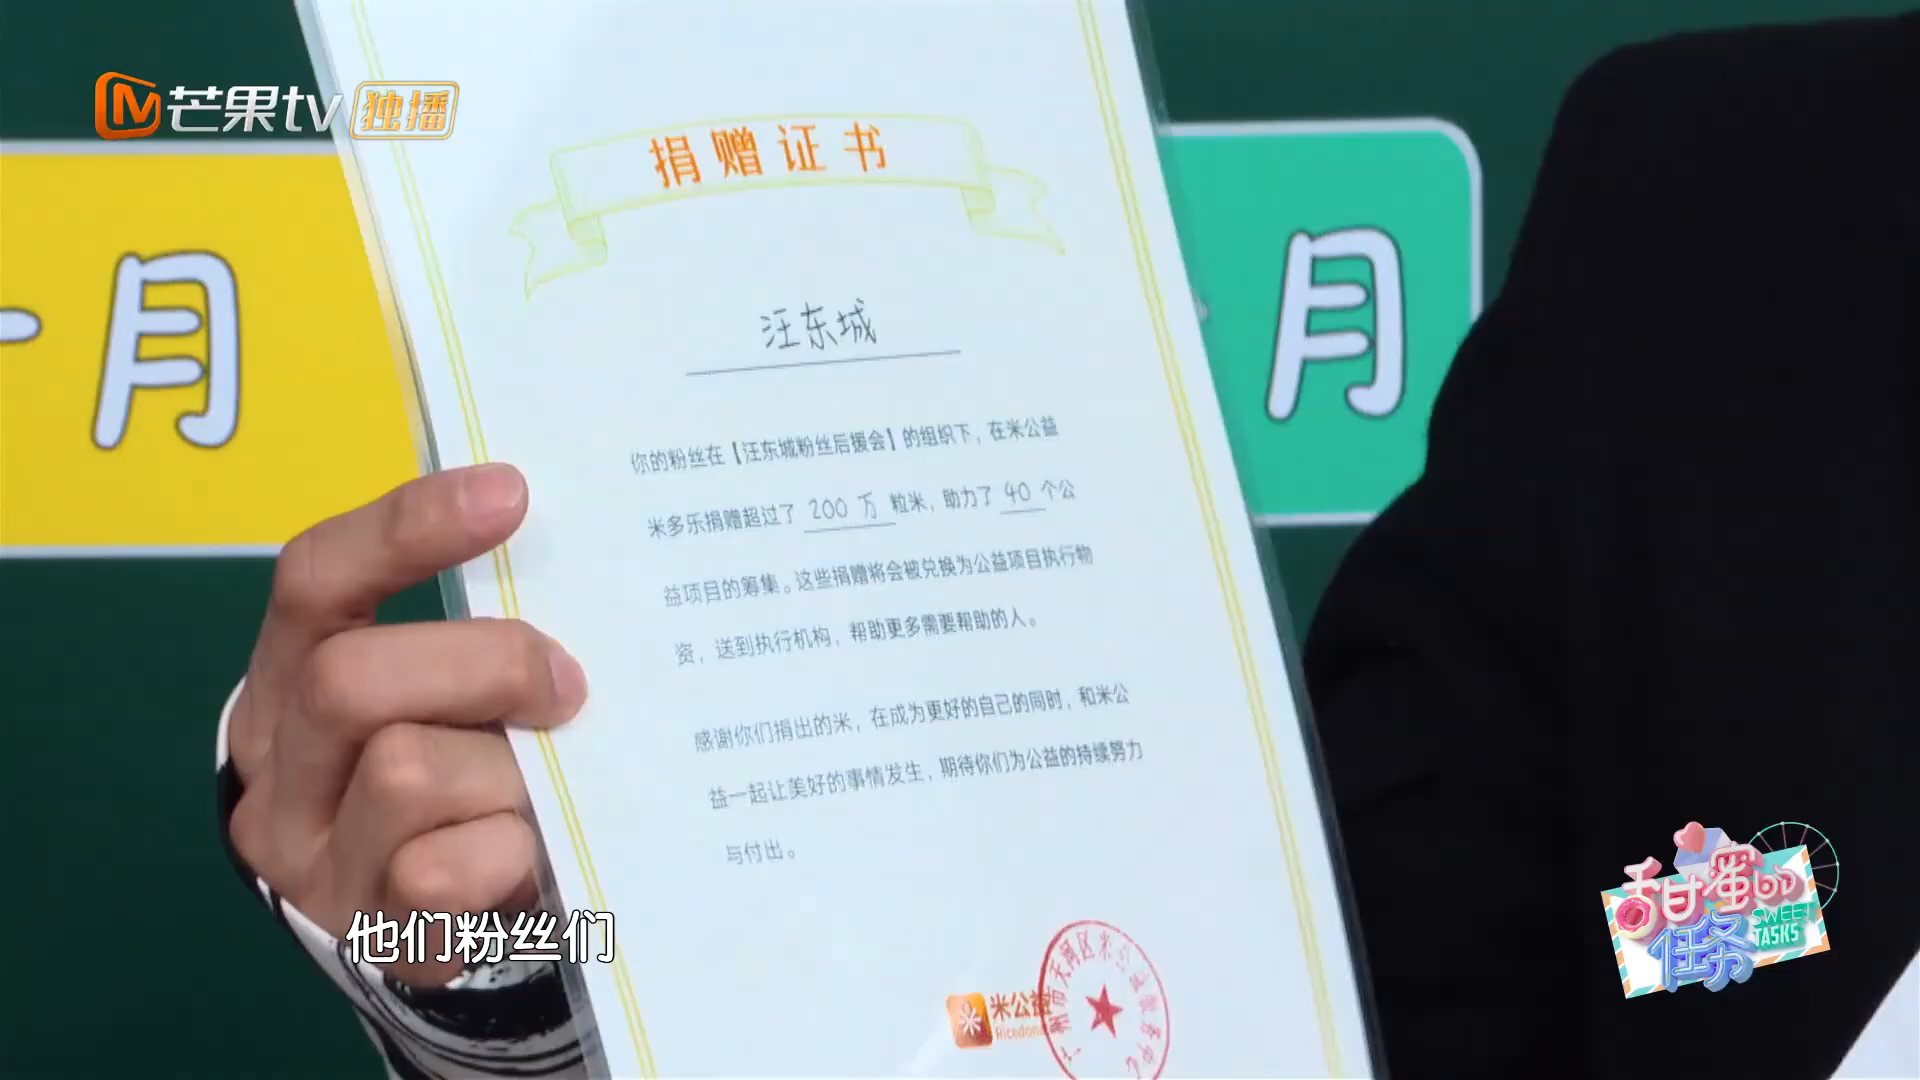 芒果tv 独播
捐赠证书
月
月
汪东城
你的粉丝在【汪东城粉丝后援会】的组织下，在米公益
米多乐捐赠超过了 200万 粒米，助力了 40 个公
益项目的筹集。这些捐赠将会被兑换为公益项目执行物
资，送到执行机构，帮助更多需要帮助的人。
感谢你们捐出的米，在成为更好的自己的同时，和米公
益一起让美好的事情发生，期待你们为公益的持续努力
与付出。
他们粉丝们
米公益
甜蜜的
任务
SWEET
TASKS